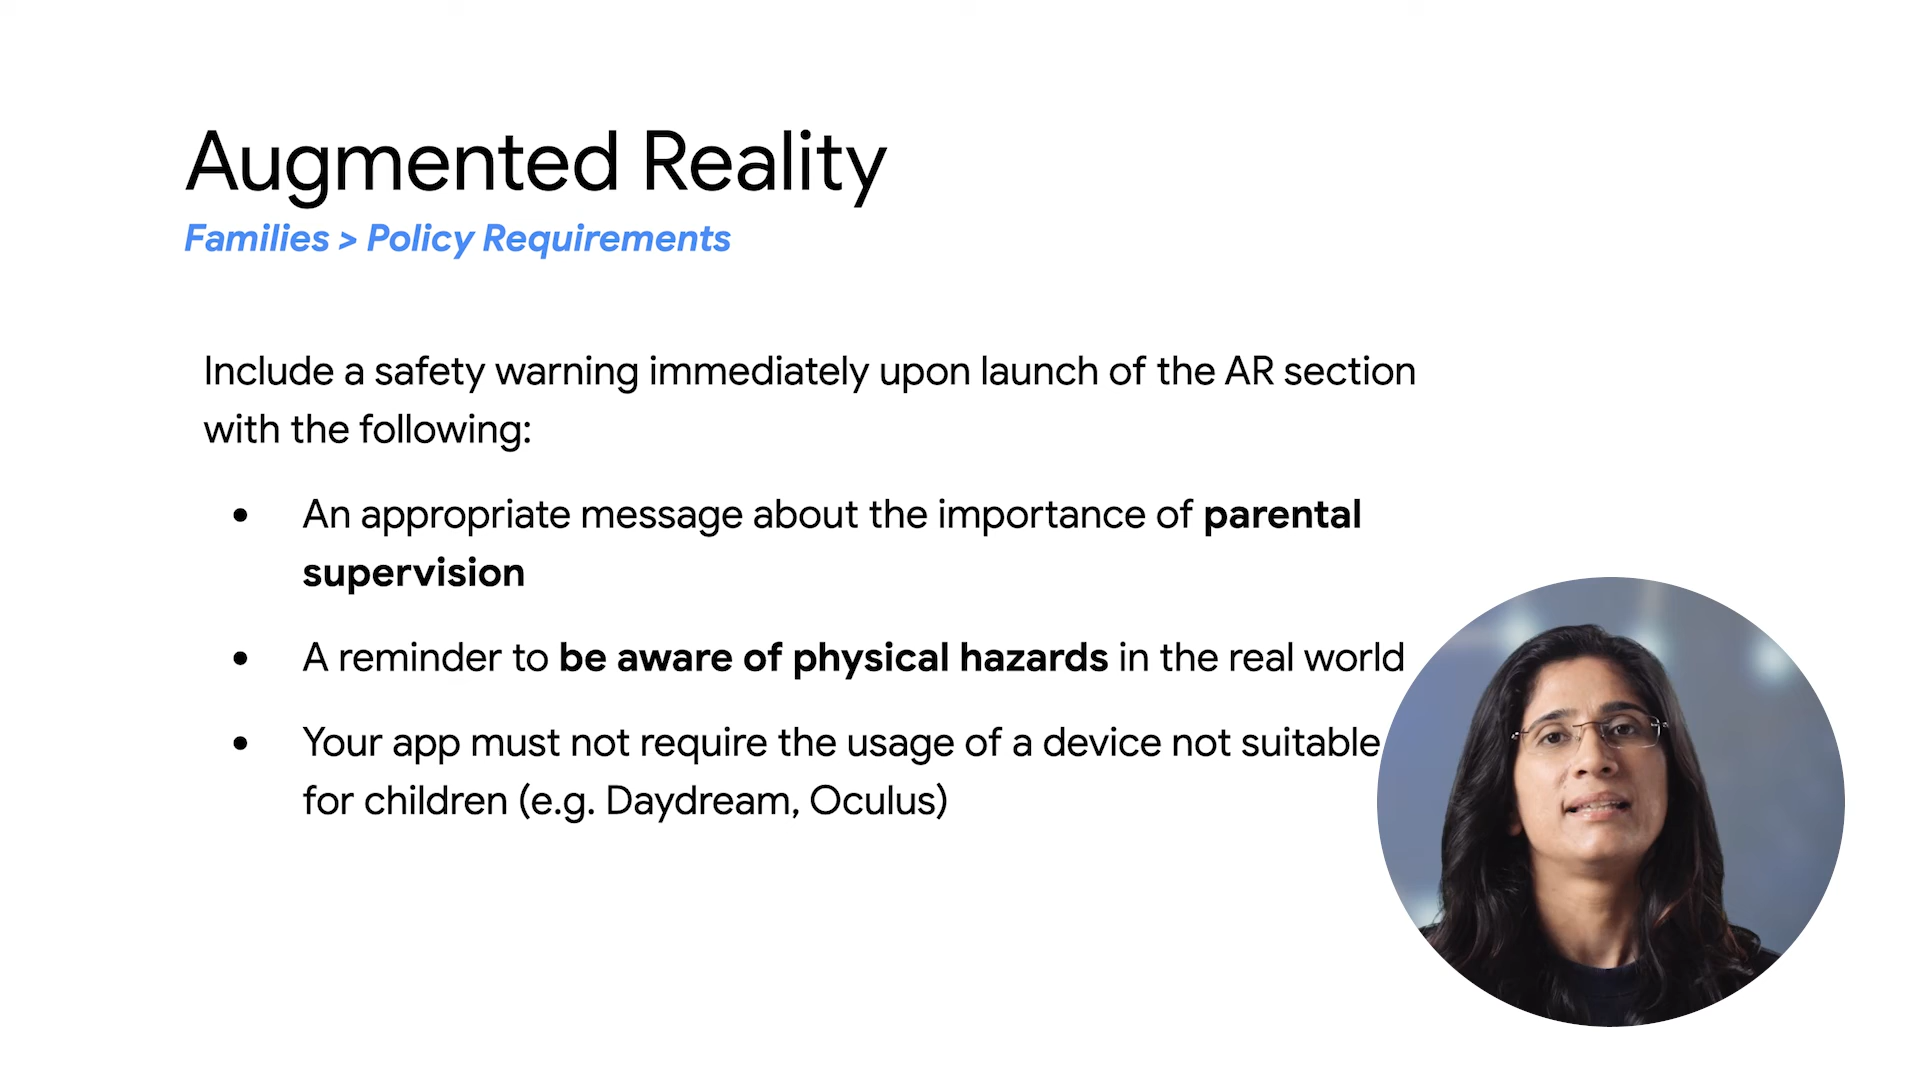 Augmented Reality
Families > Policy Requirements
Include a safety warning immediately upon launch of the AR section
with the following:
• An appropriate message about the importance of parental
supervision
• A reminder to be aware of physical hazards in the real world
• Your app must not require the usage of a device not suitable
for children (e.g. Daydream, Oculus)